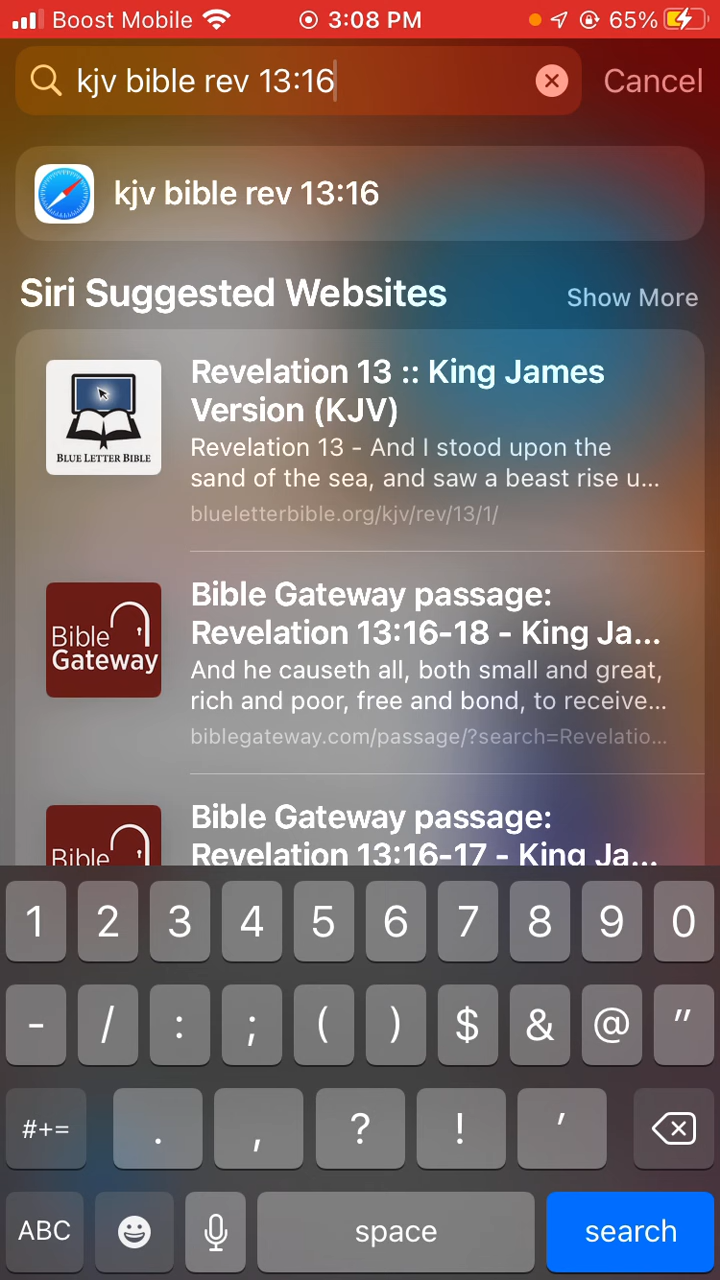 Boost Mobile 3:08 PM 65%
kjv bible rev 13:16 Cancel
kjv bible rev 13:16
Siri Suggested Websites Show More
Revelation 13 :: King James
Version (KJV)
Revelation 13 - And I stood upon the
sand of the sea, and saw a beast rise u...
blueletterbible.org/kjv/rev/13/1/
BLUE LETTER BIBLE
Bible Gateway passage:
Revelation 13:16-18 - King Ja...
And he causeth all, both small and great,
rich and poor, free and bond, to receive...
biblegateway.com/passage/?search=Revelatio...
Bible
Gateway
Bible Gateway passage:
Revelation 13:16-17 - King Ja...
Bible
1 2 3 4 5 6 7 8 9 0
- / : ; ( ) $ & @ "
#+= . , ? ! '
ABC space search